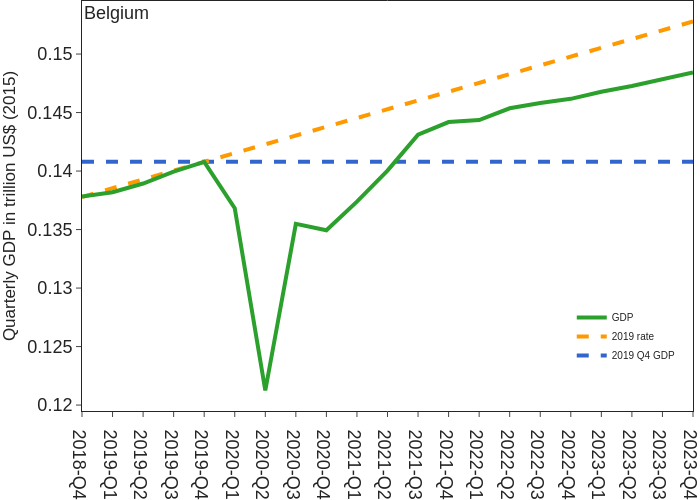 Belgium
Quarterly GDP in trillion US$ (2015)
0.15
0.145
0.14
0.135
0.13
0.125
0.12
GDP
2019 rate
2019 Q4 GDP
2018-Q4
2019-Q1
2019-Q2
2019-Q3
2019-Q4
2020-Q1
2020-Q2
2020-Q3
2020-Q4
2021-Q1
2021-Q2
2021-Q3
2021-Q4
2022-Q1
2022-Q2
2022-Q3
2022-Q4
2023-Q1
2023-Q2
2023-Q3